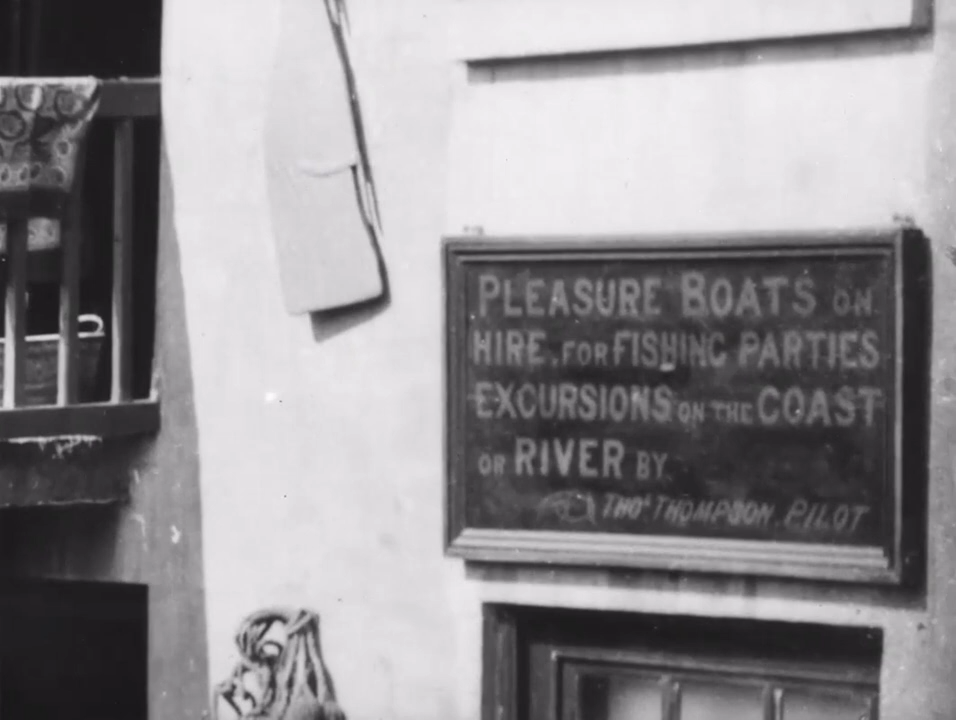 PLEASURE BOATS ON
HIRE. FOR FISHING PARTIES
EXCURSIONS ON THE COAST
OR RIVER BY
THOS THOMPSON. PILOT